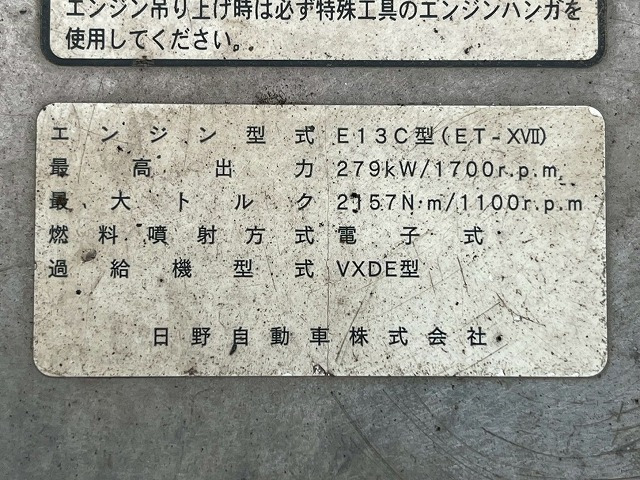 エンジン吊り上げ時は必ず特殊工具のエンジンハンガを
使用してください。
エンジン型式 E13C型(ET-XVII)
最高出力 279kW/1700r.p.m
最大トルク 2157N·m/1100r.p.m
燃料噴射方式 電子式
過給機型式 VXDE型
日野自動車株式会社